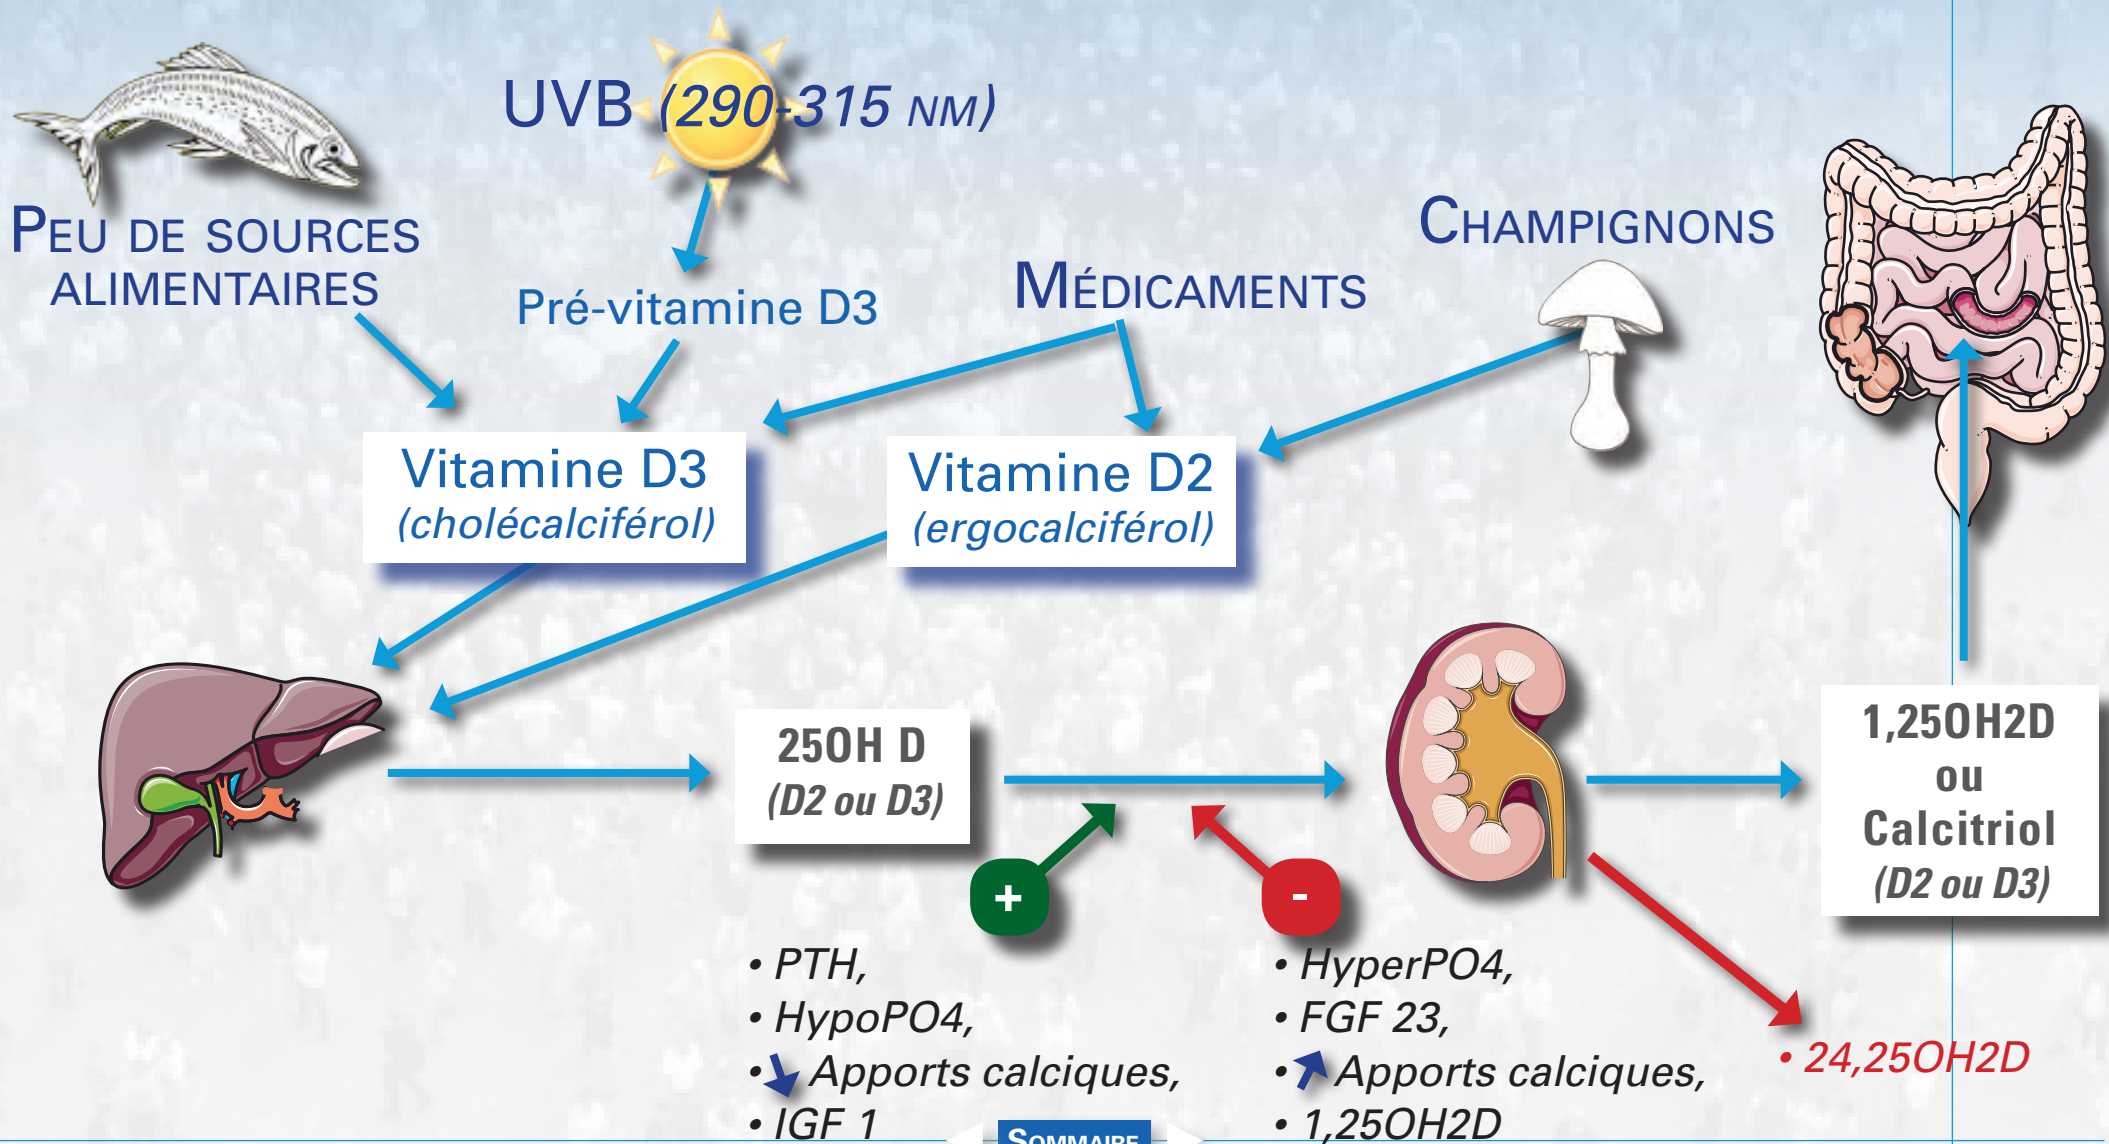 UVB (290-315 NM)
PEU DE SOURCES
ALIMENTAIRES
CHAMPIGNONS
MÉDICAMENTS
Pré-vitamine D3
Vitamine D3
(cholécalciférol)
Vitamine D2
(ergocalciférol)
25OH D
(D2 ou D3)
1,25OH2D
ou
Calcitriol
(D2 ou D3)
+
-
• PTH,
• HypoPO4,
• Apports calciques,
• IGF 1
• HyperPO4,
• FGF 23,
• Apports calciques,
• 1,25OH2D
• 24,25OH2D
SOMMAIRE